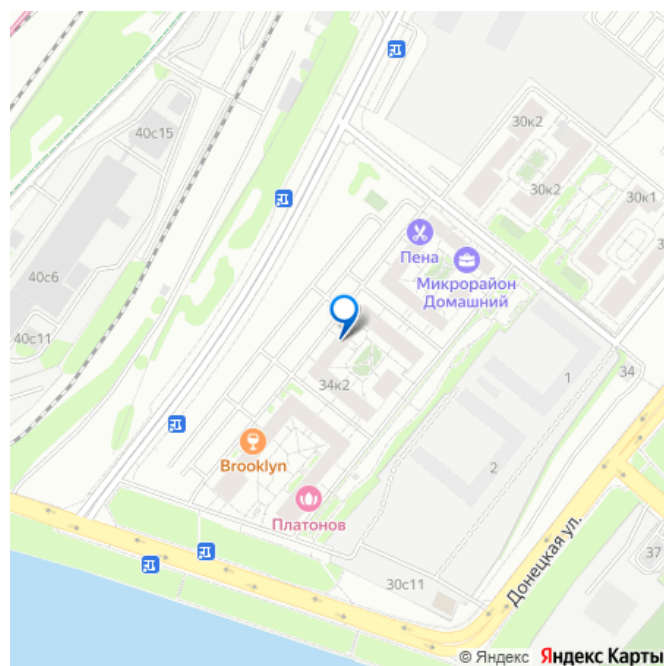 40с15
30к2
30к2
30к1
Пена
Микрорайон
Домашний
40с6
40с11
34
1
34к2
Brooklyn
2
Платонов
Донецкая ул.
37
30с11
© Яндекс Яндекс Карты